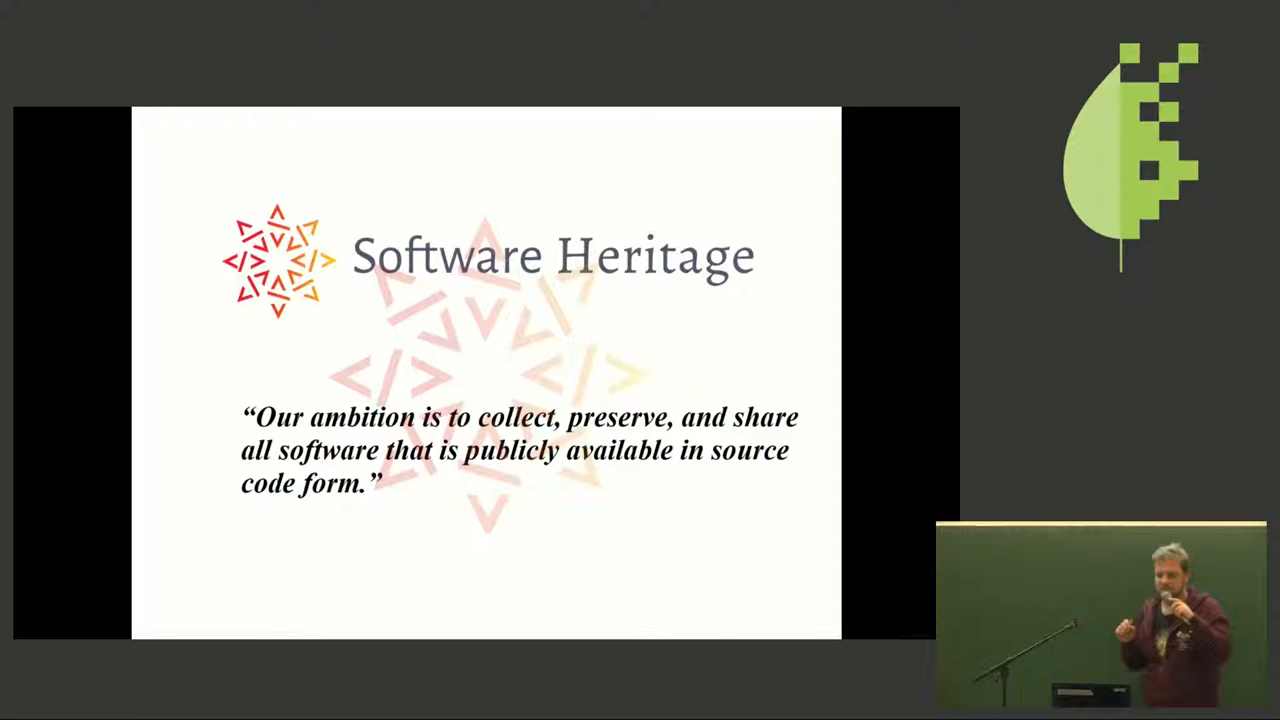 Software Heritage
“Our ambition is to collect, preserve, and share
all software that is publicly available in source
code form.”